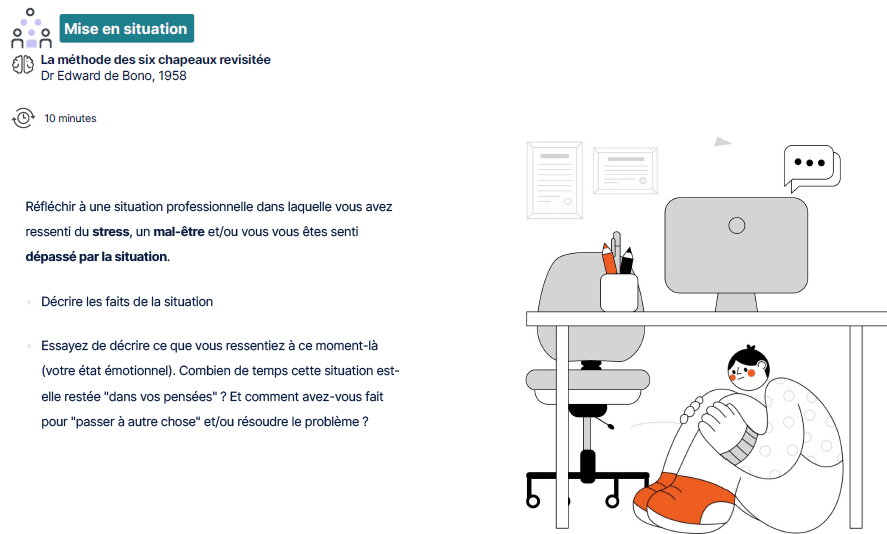 Mise en situation
La méthode des six chapeaux revisitée
Dr Edward de Bono, 1958
10 minutes
Réfléchir à une situation professionnelle dans laquelle vous avez
ressenti du stress, un mal-être et/ou vous vous êtes senti
dépassé par la situation.
Décrire les faits de la situation
Essayez de décrire ce que vous ressentiez à ce moment-là
(votre état émotionnel). Combien de temps cette situation est-
elle restée "dans vos pensées" ? Et comment avez-vous fait
pour "passer à autre chose" et/ou résoudre le problème ?